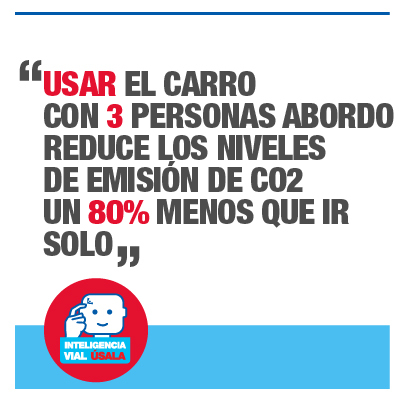 “USAR EL CARRO
CON 3 PERSONAS ABORDO
REDUCE LOS NIVELES
DE EMISIÓN DE CO2
UN 80% MENOS QUE IR
SOLO„
INTELIGENCIA
VIAL ÚSALA